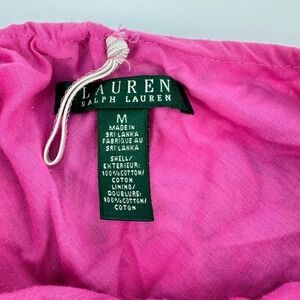 LAUREN
RALPH LAUREN
M
MADE IN
SRI LANKA
FABRIQUE AU
SRI LANKA
SHELL/
EXTERIEUR:
100%COTTON/
COTON
LINING/
DOUBLURE:
100%COTTON/
COTON